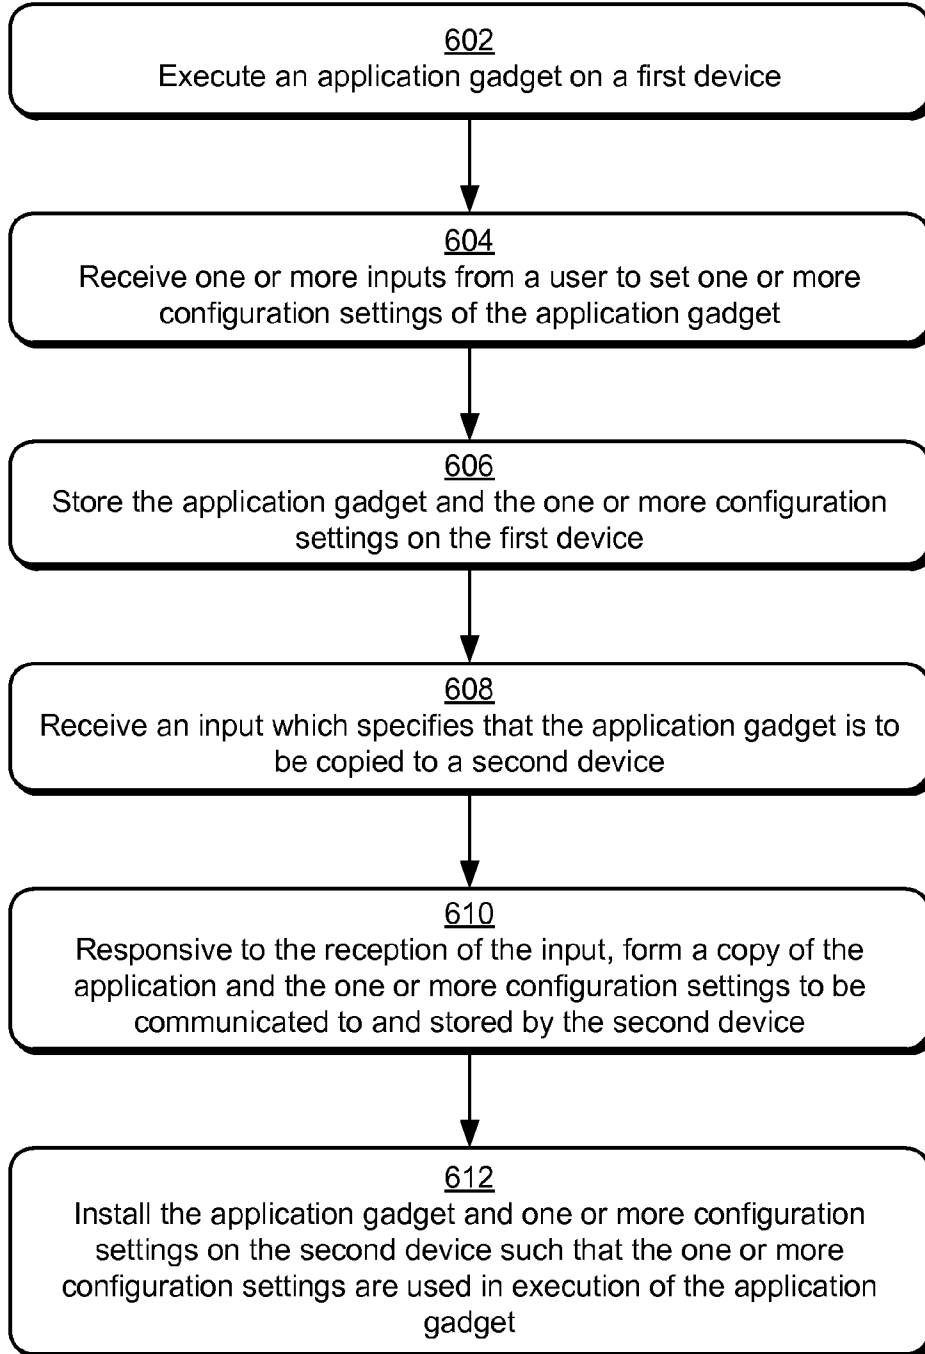 602
Execute an application gadget on a first device
604
Receive one or more inputs from a user to set one or more
configuration settings of the application gadget
606
Store the application gadget and the one or more configuration
settings on the first device
608
Receive an input which specifies that the application gadget is to
be copied to a second device
610
Responsive to the reception of the input, form a copy of the
application and the one or more configuration settings to be
communicated to and stored by the second device
612
Install the application gadget and one or more configuration
settings on the second device such that the one or more
configuration settings are used in execution of the application
gadget